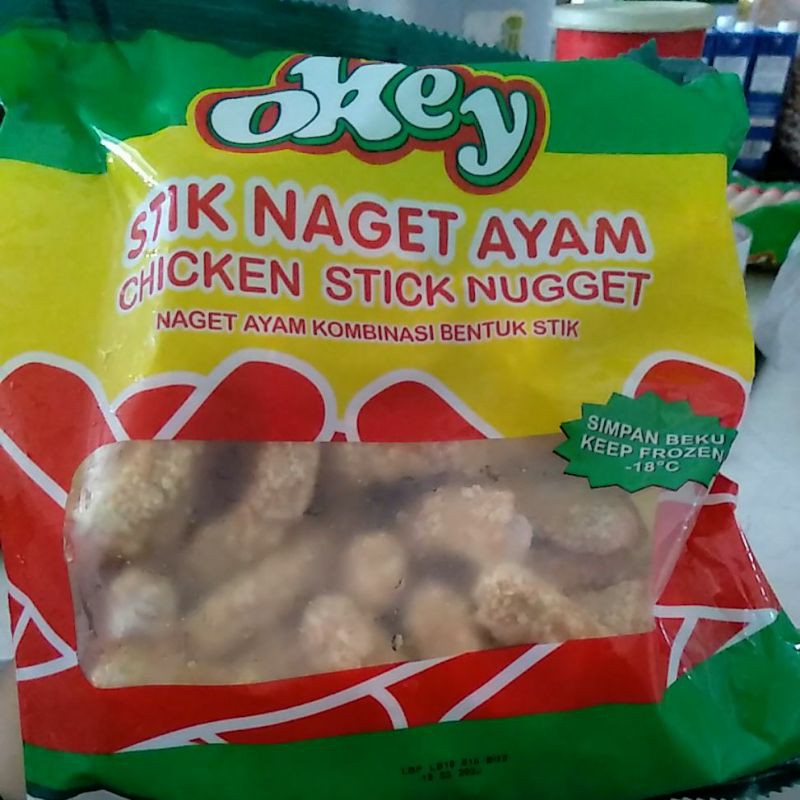 okey
STIK NAGET AYAM
CHICKEN STICK NUGGET
NAGET AYAM KOMBINASI BENTUK STIK
SIMPAN BEKU
KEEP FROZEN
-18°C